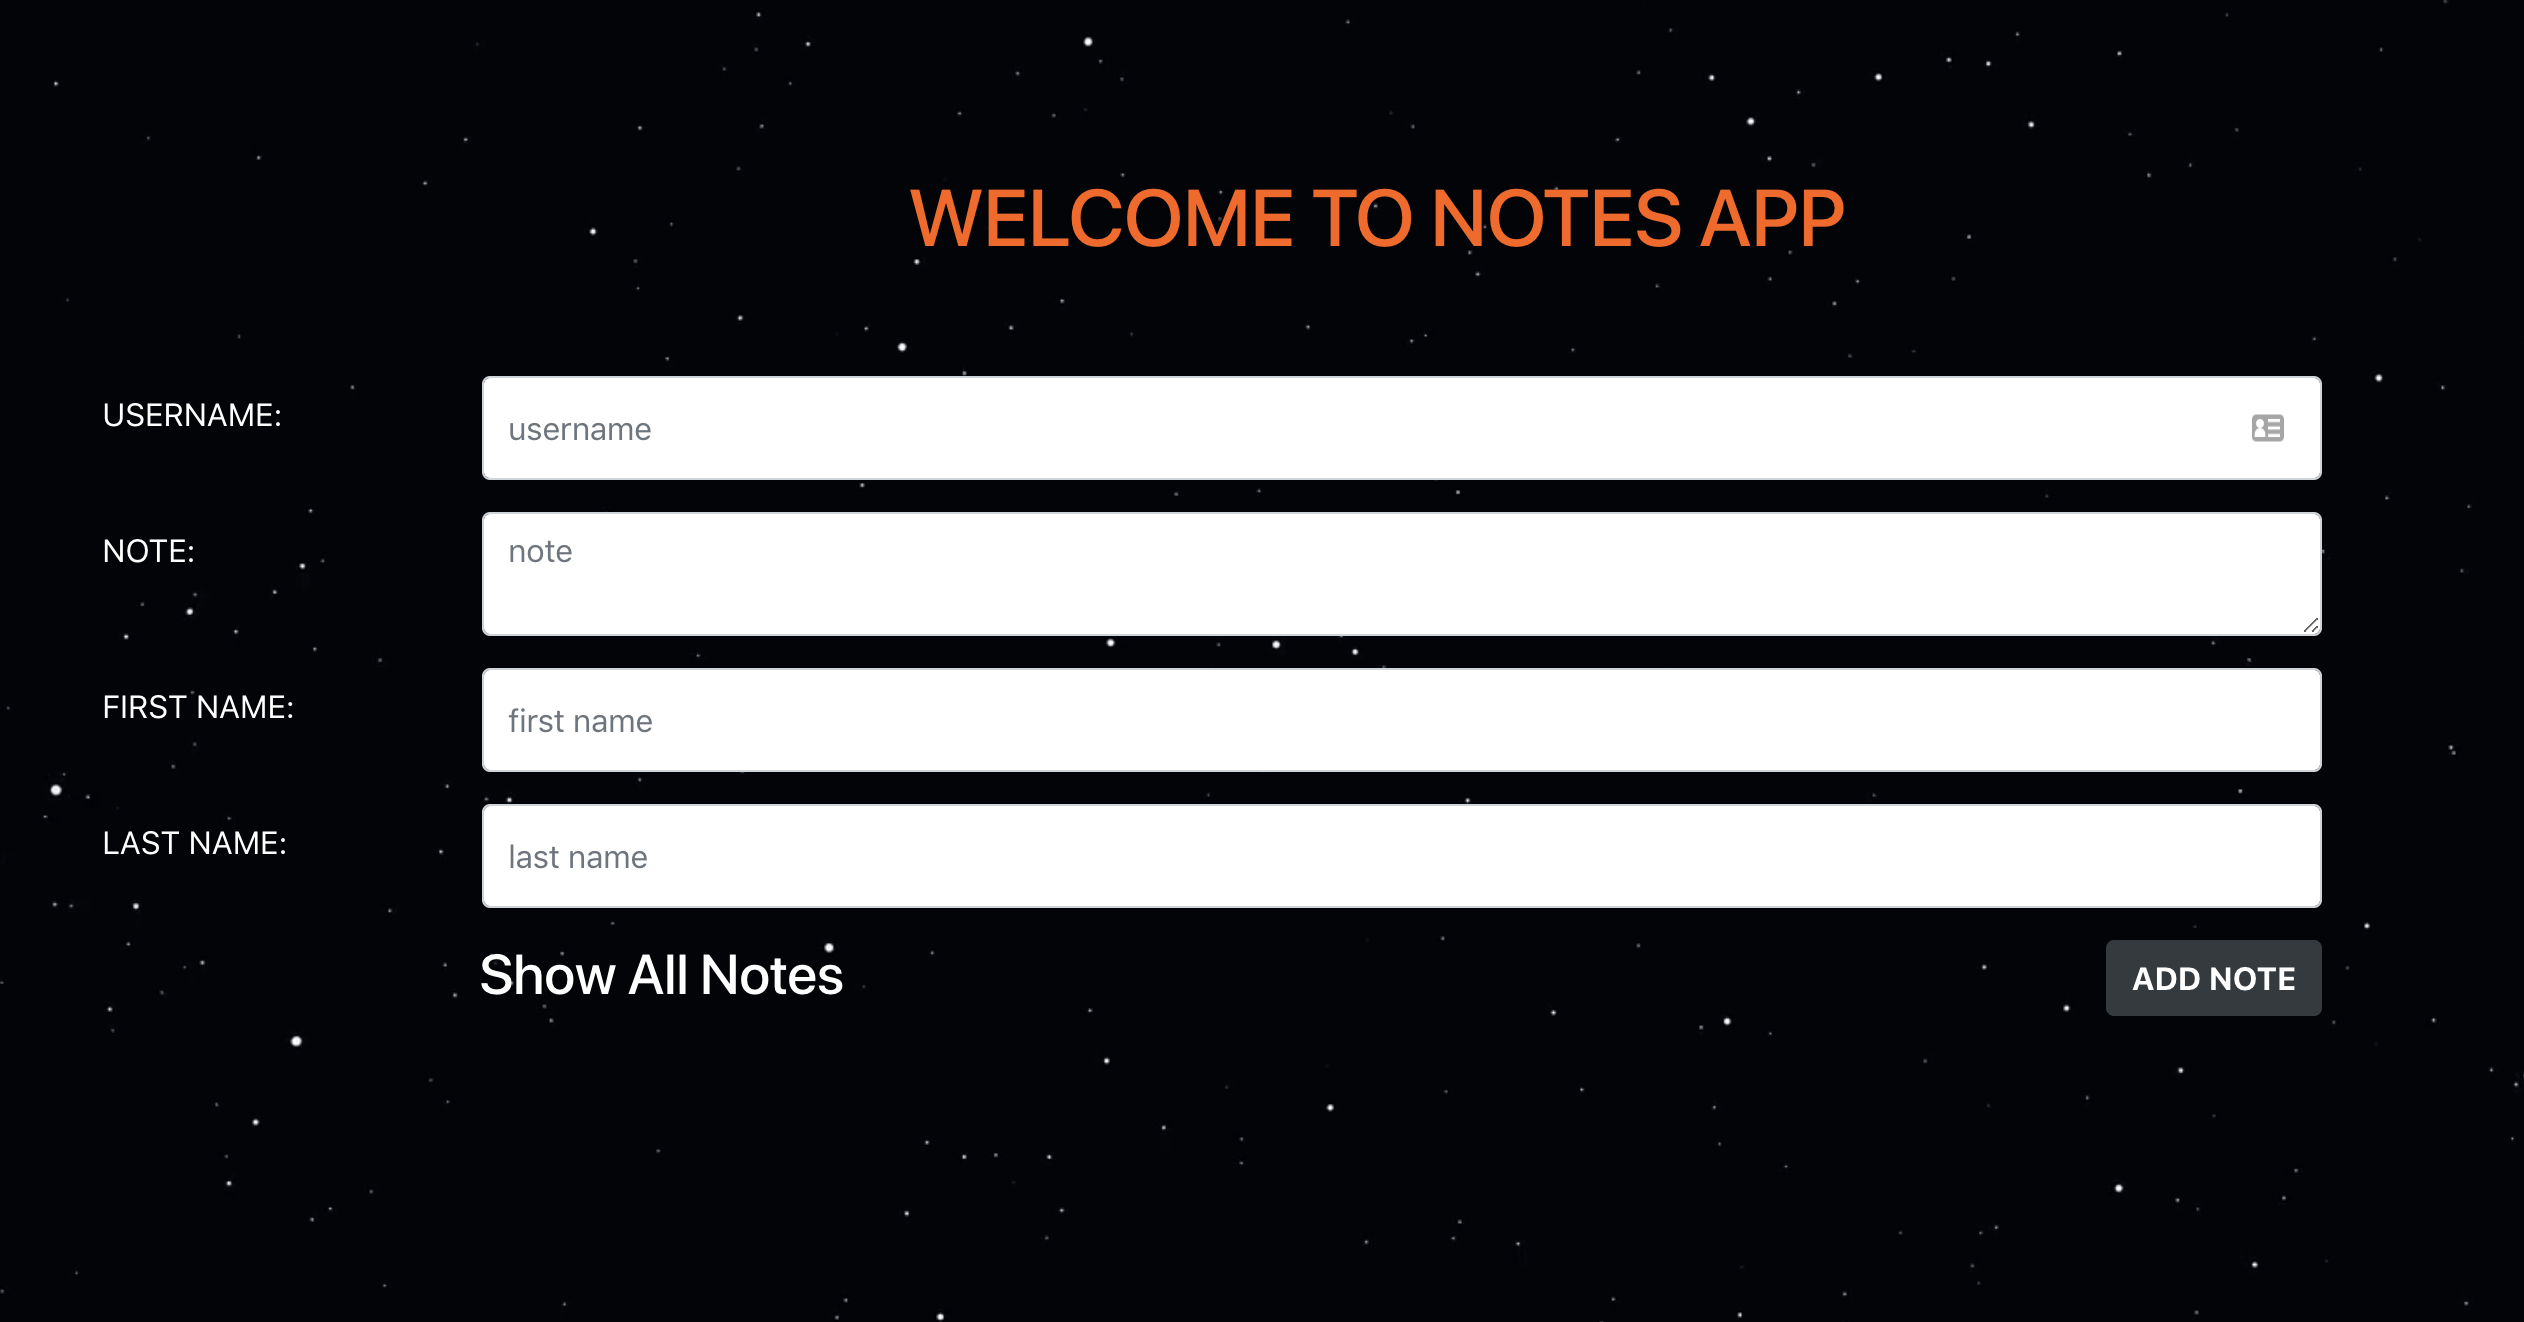 WELCOME TO NOTES APP
USERNAME:
username
NOTE:
note
FIRST NAME:
first name
LAST NAME:
last name
Show All Notes
ADD NOTE